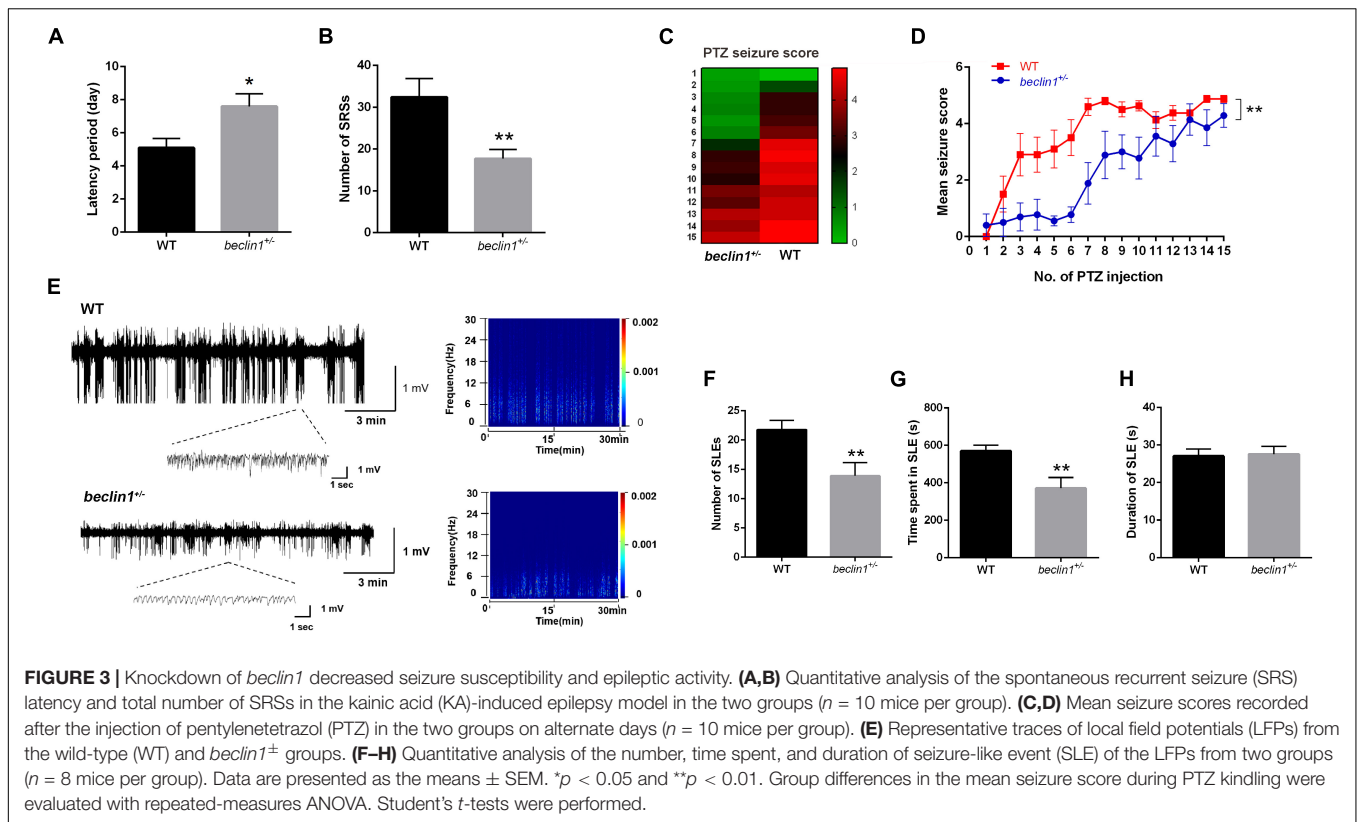 A
Latency period (day)
10
8
6
4
2
0
*
WT
beclin1+/-
B
Number of SRSs
40
30
20
10
0
**
WT
beclin1+/-
C
PTZ seizure score
1
2
3
4
5
6
7
8
9
10
11
12
13
14
15
beclin1+/- WT
4
3
2
1
0
D
WT
beclin1+/-
Mean seizure score
6
4
2
0
**
0 1 2 3 4 5 6 7 8 9 10 11 12 13 14 15
No. of PTZ injection
E
WT
1 mV
3 min
1 mV
1 sec
Frequency(Hz)
30
24
18
12
6
0
0 15 30min
Time(min)
0.002
0.001
0
beclin1+/-
1 mV
3 min
1 mV
1 sec
Frequency(Hz)
30
24
18
12
6
0
0 15 30min
Time(min)
0.002
0.001
0
F
Number of SLEs
25
20
15
10
5
0
**
WT
beclin1+/-
G
Time spent in SLE (s)
800
600
400
200
0
**
WT
beclin1+/-
H
Duration of SLE (s)
40
30
20
10
0
WT
beclin1+/-
FIGURE 3 | Knockdown of beclin1 decreased seizure susceptibility and epileptic activity. (A,B) Quantitative analysis of the spontaneous recurrent seizure (SRS)
latency and total number of SRSs in the kainic acid (KA)-induced epilepsy model in the two groups (n = 10 mice per group). (C,D) Mean seizure scores recorded
after the injection of pentylenetetrazol (PTZ) in the two groups on alternate days (n = 10 mice per group). (E) Representative traces of local field potentials (LFPs) from
the wild-type (WT) and beclin1± groups. (F–H) Quantitative analysis of the number, time spent, and duration of seizure-like event (SLE) of the LFPs from two groups
(n = 8 mice per group). Data are presented as the means ± SEM. *p < 0.05 and **p < 0.01. Group differences in the mean seizure score during PTZ kindling were
evaluated with repeated-measures ANOVA. Student's t-tests were performed.